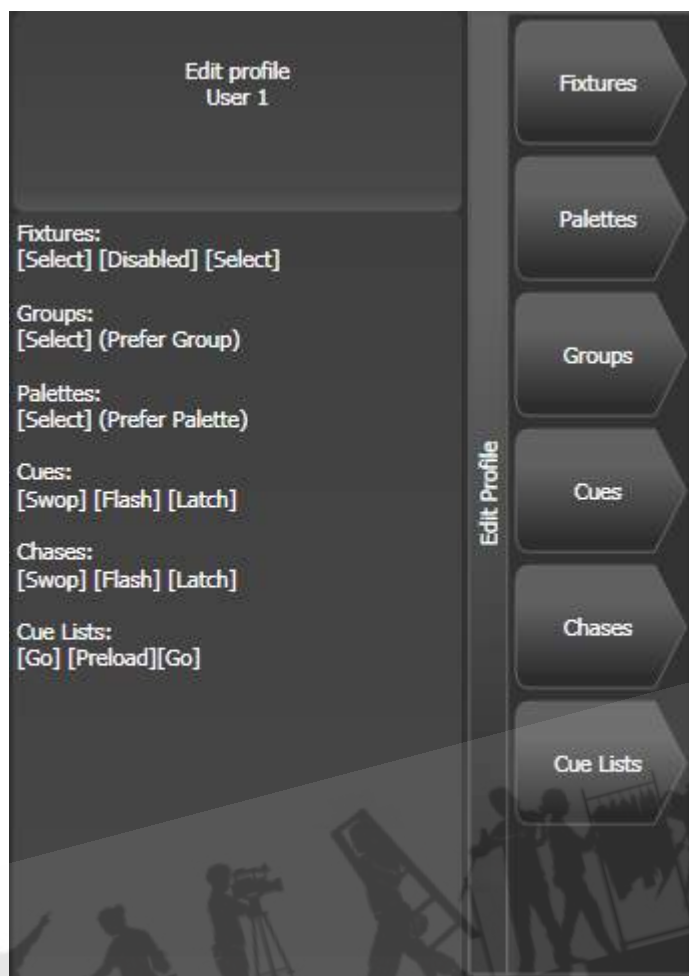 Edit profile
User 1
Fixtures:
[Select] [Disabled] [Select]
Groups:
[Select] (Prefer Group)
Palettes:
[Select] (Prefer Palette)
Cues:
[Swop] [Flash] [Latch]
Chases:
[Swop] [Flash] [Latch]
Cue Lists:
[Go] [Preload][Go]
Edit Profile
Fixtures
Palettes
Groups
Cues
Chases
Cue Lists